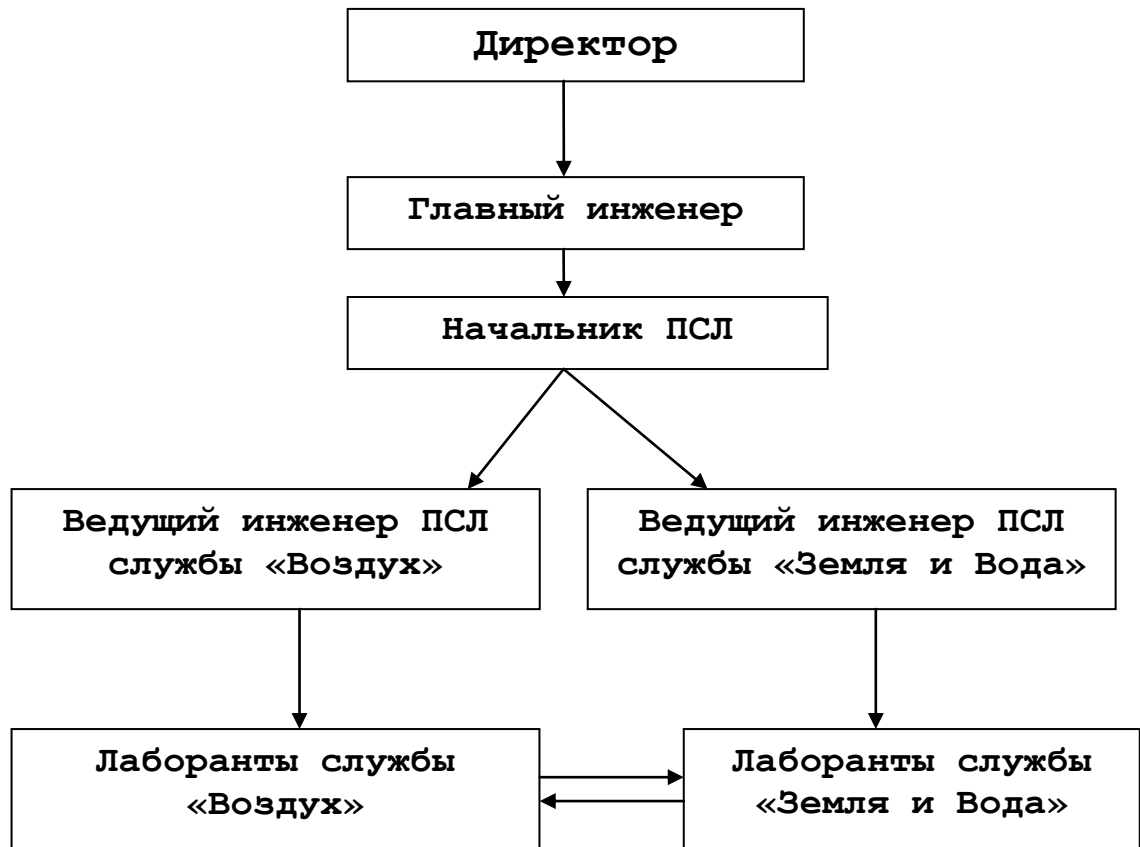 Директор
Главный инженер
Начальник ПСЛ
Ведущий инженер ПСЛ
службы «Воздух»
Ведущий инженер ПСЛ
службы «Земля и Вода»
Лаборанты службы
«Воздух»
Лаборанты службы
«Земля и Вода»